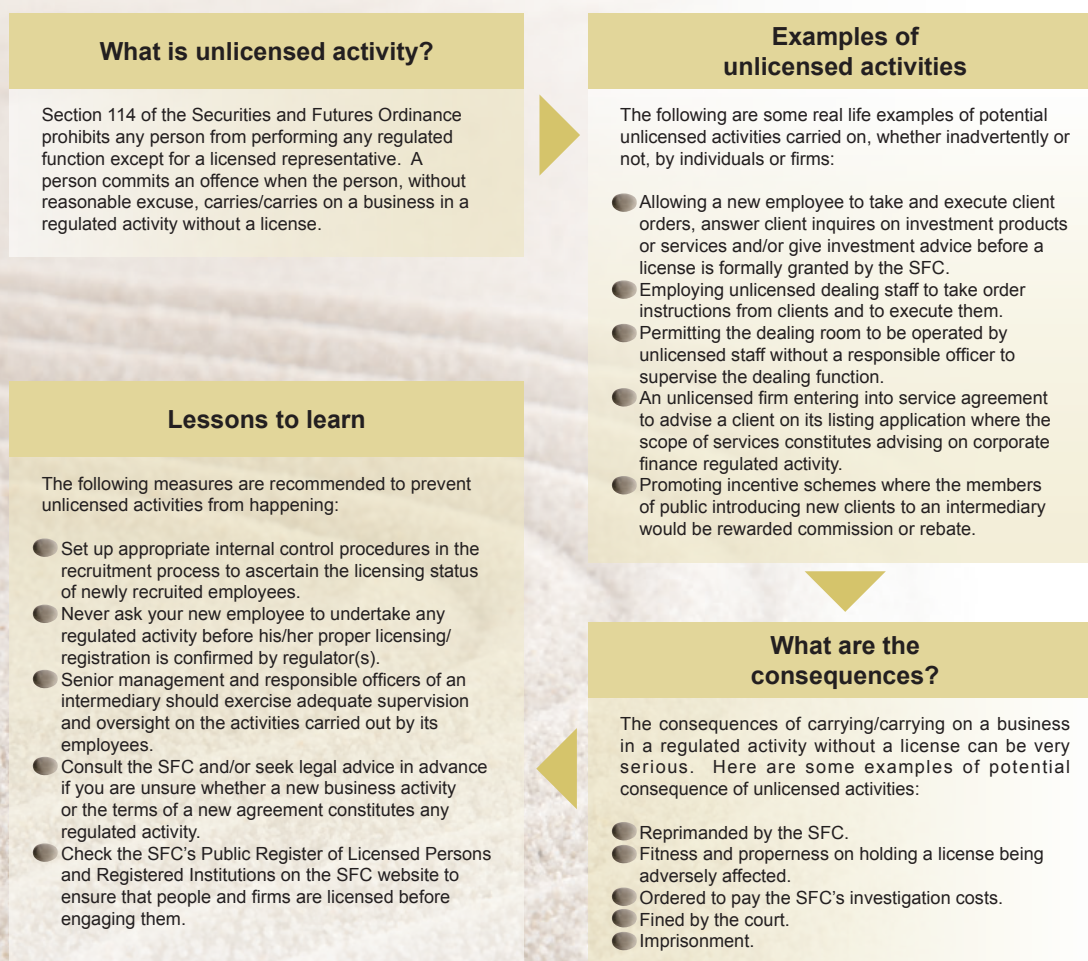 What is unlicensed activity?
Section 114 of the Securities and Futures Ordinance
prohibits any person from performing any regulated
function except for a licensed representative.  A
person commits an offence when the person, without
reasonable excuse, carries/carries on a business in a
regulated activity without a license.
Examples of
unlicensed activities
The following are some real life examples of potential
unlicensed activities carried on, whether inadvertently or
not, by individuals or firms:
Allowing a new employee to take and execute client
orders, answer client inquires on investment products
or services and/or give investment advice before a
license is formally granted by the SFC.
Employing unlicensed dealing staff to take order
instructions from clients and to execute them.
Permitting the dealing room to be operated by
unlicensed staff without a responsible officer to
supervise the dealing function.
An unlicensed firm entering into service agreement
to advise a client on its listing application where the
scope of services constitutes advising on corporate
finance regulated activity.
Promoting incentive schemes where the members
of public introducing new clients to an intermediary
would be rewarded commission or rebate.
What are the
consequences?
The consequences of carrying/carrying on a business
in a regulated activity without a license can be very
serious.  Here are some examples of potential
consequence of unlicensed activities:
Reprimanded by the SFC.
Fitness and properness on holding a license being
adversely affected.
Ordered to pay the SFC's investigation costs.
Fined by the court.
Imprisonment.
Lessons to learn
The following measures are recommended to prevent
unlicensed activities from happening:
Set up appropriate internal control procedures in the
recruitment process to ascertain the licensing status
of newly recruited employees.
Never ask your new employee to undertake any
regulated activity before his/her proper licensing/
registration is confirmed by regulator(s).
Senior management and responsible officers of an
intermediary should exercise adequate supervision
and oversight on the activities carried out by its
employees.
Consult the SFC and/or seek legal advice in advance
if you are unsure whether a new business activity
or the terms of a new agreement constitutes any
regulated activity.
Check the SFC's Public Register of Licensed Persons
and Registered Institutions on the SFC website to
ensure that people and firms are licensed before
engaging them.